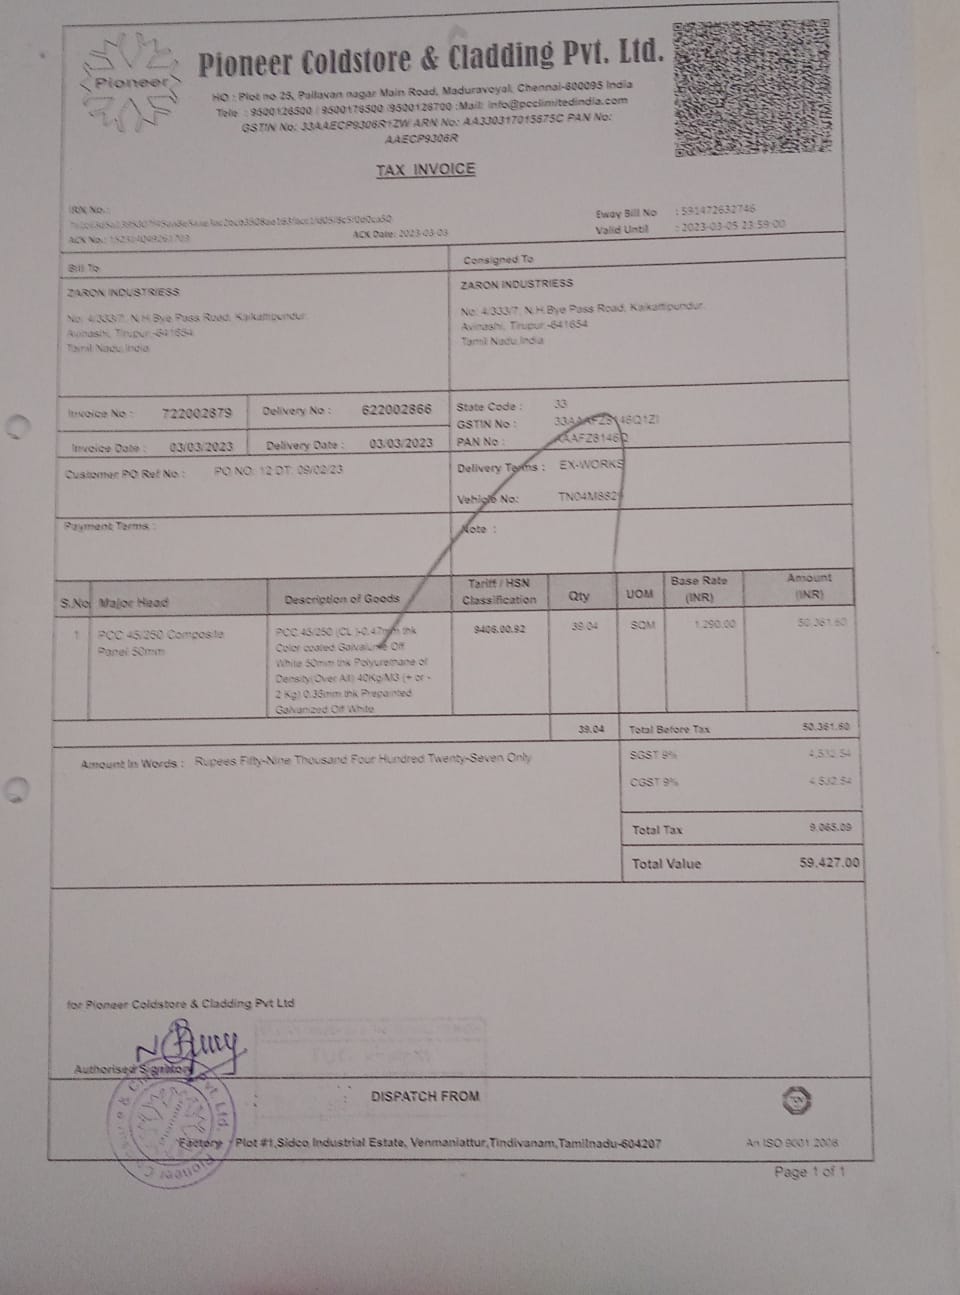 Pioneer
Pioneer Coldstore & Cladding Pvt. Ltd.
HO : Plot no 25, Pallavan nagar Main Road, Maduravoyal, Chennai-600095 India
Tele : 9500126500 / 9500176500 /9500126700 :Mail: info@pcclimitedindia.com
GSTIN No: 33AAECP9306R1ZW ARN No: AA330317015675C PAN No:
AAECP9306R
TAX INVOICE
IRN No.:
ACK No.:
ACK Date: 2023-03-03
Eway Bill No : 591472632746
Valid Until : 2023-03-05 23:59:00
Bill To
Consigned To
ZARON INDUSTRIESS
No: 4/333/7, N.H.Bye Pass Road, Kaikattipundur,
Avinashi, Tirupur -641654
Tamil Nadu,India
ZARON INDUSTRIESS
No: 4/333/7, N.H.Bye Pass Road, Kaikattipundur,
Avinashi, Tirupur -641654
Tamil Nadu,India
Invoice No : 722002879 Delivery No : 622002866
Invoice Date : 03/03/2023 Delivery Date : 03/03/2023
Customer PO Ref No.: PO NO: 12 DT: 09/02/23
Payment Terms :
State Code : 33
GSTIN No :
PAN No :
Delivery Terms : EX-WORKS
Vehicle No:
Note :
S.No Major Head Description of Goods Tariff / HSN Classification Qty UOM Base Rate (INR) Amount (INR)
1 PCC 45/250 Composite Panel 50mm
PCC 45/250 (CL )-0.47mm thk
Color coated Galvalume Off
White 50mm thk Polyuremane of
Density(Over All) 40Kg/M3 (+ or -
2 Kg) 0.35mm thk Prepainted
Galvanized Off White
9406.00.92 39.04 SQM 1,290.00 50,361.60
39.04 Total Before Tax 50,361.60
Amount In Words : Rupees Fifty-Nine Thousand Four Hundred Twenty-Seven Only
SGST 9% 4,532.54
CGST 9% 4,532.54
Total Tax 9,065.09
Total Value 59,427.00
for Pioneer Coldstore & Cladding Pvt Ltd
Authorised Signatory
DISPATCH FROM
Factory : Plot #1,Sidco Industrial Estate, Venmaniattur,Tindivanam,Tamilnadu-604207
An ISO 9001 2008
Page 1 of 1